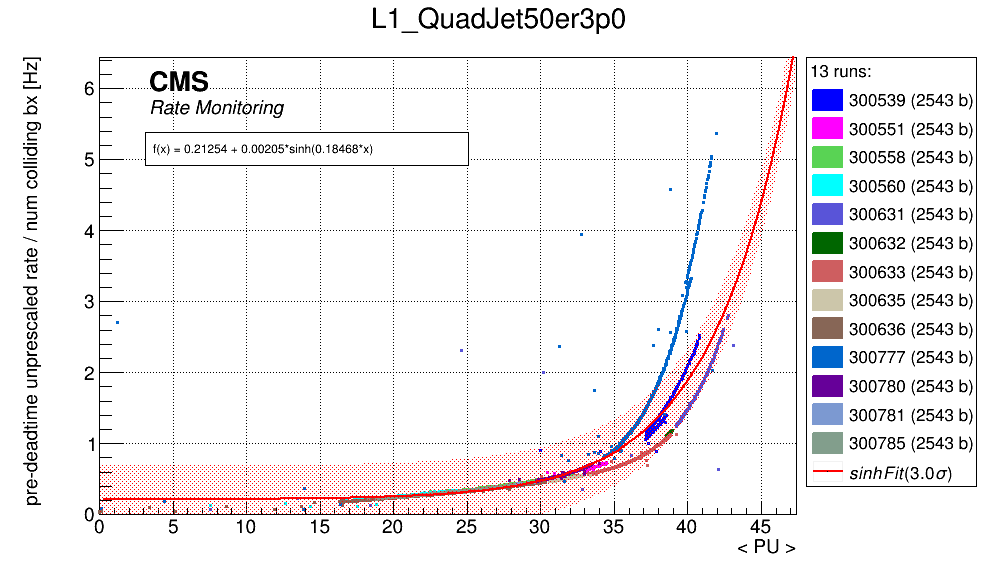 L1_QuadJet50er3p0
pre-deadtime unprescaled rate / num colliding bx [Hz]
CMS
Rate Monitoring
f(x) = 0.21254 + 0.00205*sinh(0.18468*x)
6
5
4
3
2
1
0
0 5 10 15 20 25 30 35 40 45
< PU >
13 runs:
300539 (2543 b)
300551 (2543 b)
300558 (2543 b)
300560 (2543 b)
300631 (2543 b)
300632 (2543 b)
300633 (2543 b)
300635 (2543 b)
300636 (2543 b)
300777 (2543 b)
300780 (2543 b)
300781 (2543 b)
300785 (2543 b)
sinhFit(3.0σ)